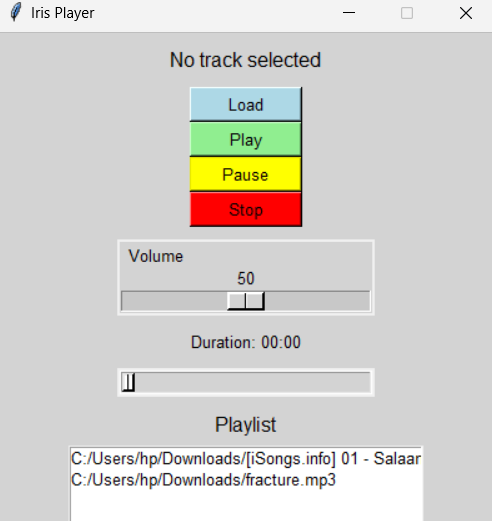 Iris Player
No track selected
Load
Play
Pause
Stop
Volume
50
Duration: 00:00
Playlist
C:/Users/hp/Downloads/[iSongs.info] 01 - Salaar
C:/Users/hp/Downloads/fracture.mp3